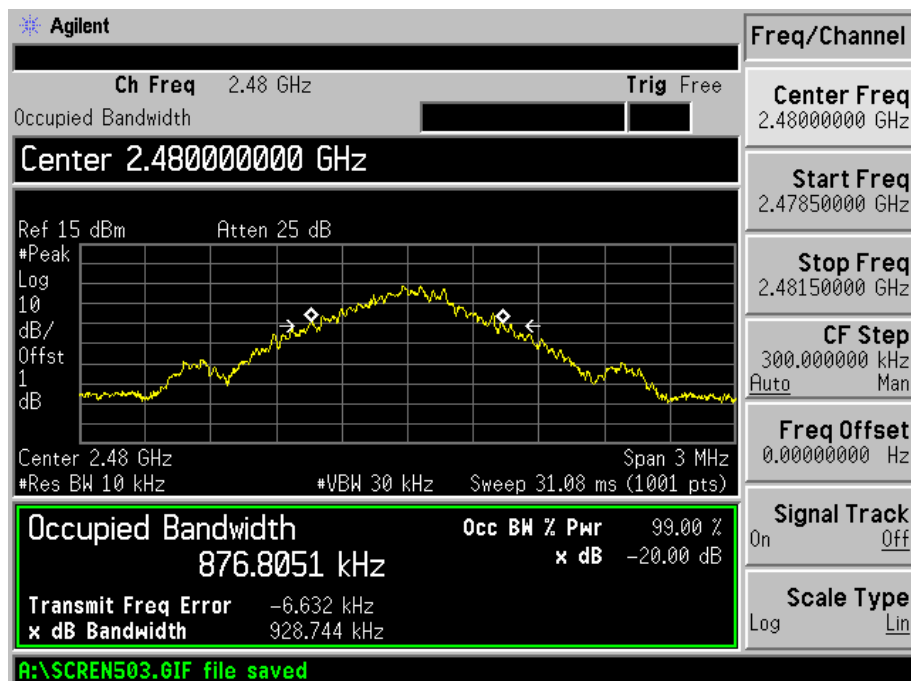 Agilent
Ch Freq 2.48 GHz Trig Free
Occupied Bandwidth
Center 2.480000000 GHz
Ref 15 dBm Atten 25 dB
#Peak
Log
10
dB/
Offst
1
dB
Center 2.48 GHz Span 3 MHz
#Res BW 10 kHz #VBW 30 kHz Sweep 31.08 ms (1001 pts)
Occupied Bandwidth Occ BW % Pwr 99.00 %
876.8051 kHz x dB -20.00 dB
Transmit Freq Error -6.632 kHz
x dB Bandwidth 928.744 kHz
A:\SCREN503.GIF file saved
Freq/Channel
Center Freq
2.48000000 GHz
Start Freq
2.47850000 GHz
Stop Freq
2.48150000 GHz
CF Step
300.000000 kHz
Auto Man
Freq Offset
0.00000000 Hz
Signal Track
On Off
Scale Type
Log Lin